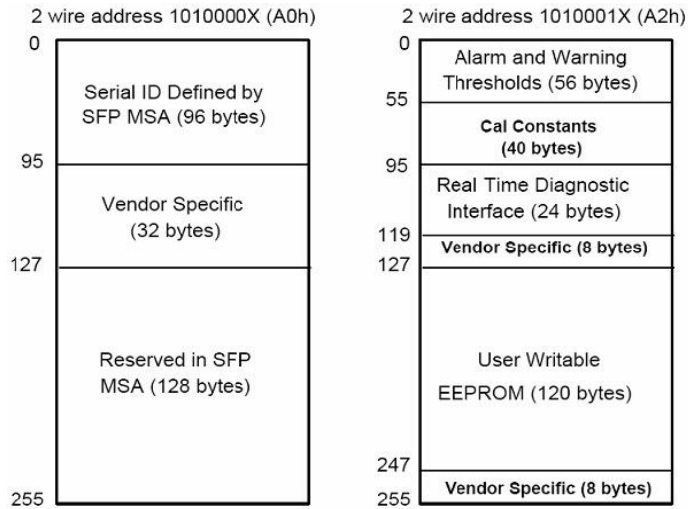 2 wire address 1010000X (A0h)
0
Serial ID Defined by
SFP MSA (96 bytes)
95
Vendor Specific
(32 bytes)
127
Reserved in SFP
MSA (128 bytes)
255
2 wire address 1010001X (A2h)
0
Alarm and Warning
Thresholds (56 bytes)
55
Cal Constants
(40 bytes)
95
Real Time Diagnostic
Interface (24 bytes)
119
Vendor Specific (8 bytes)
127
User Writable
EEPROM (120 bytes)
247
Vendor Specific (8 bytes)
255